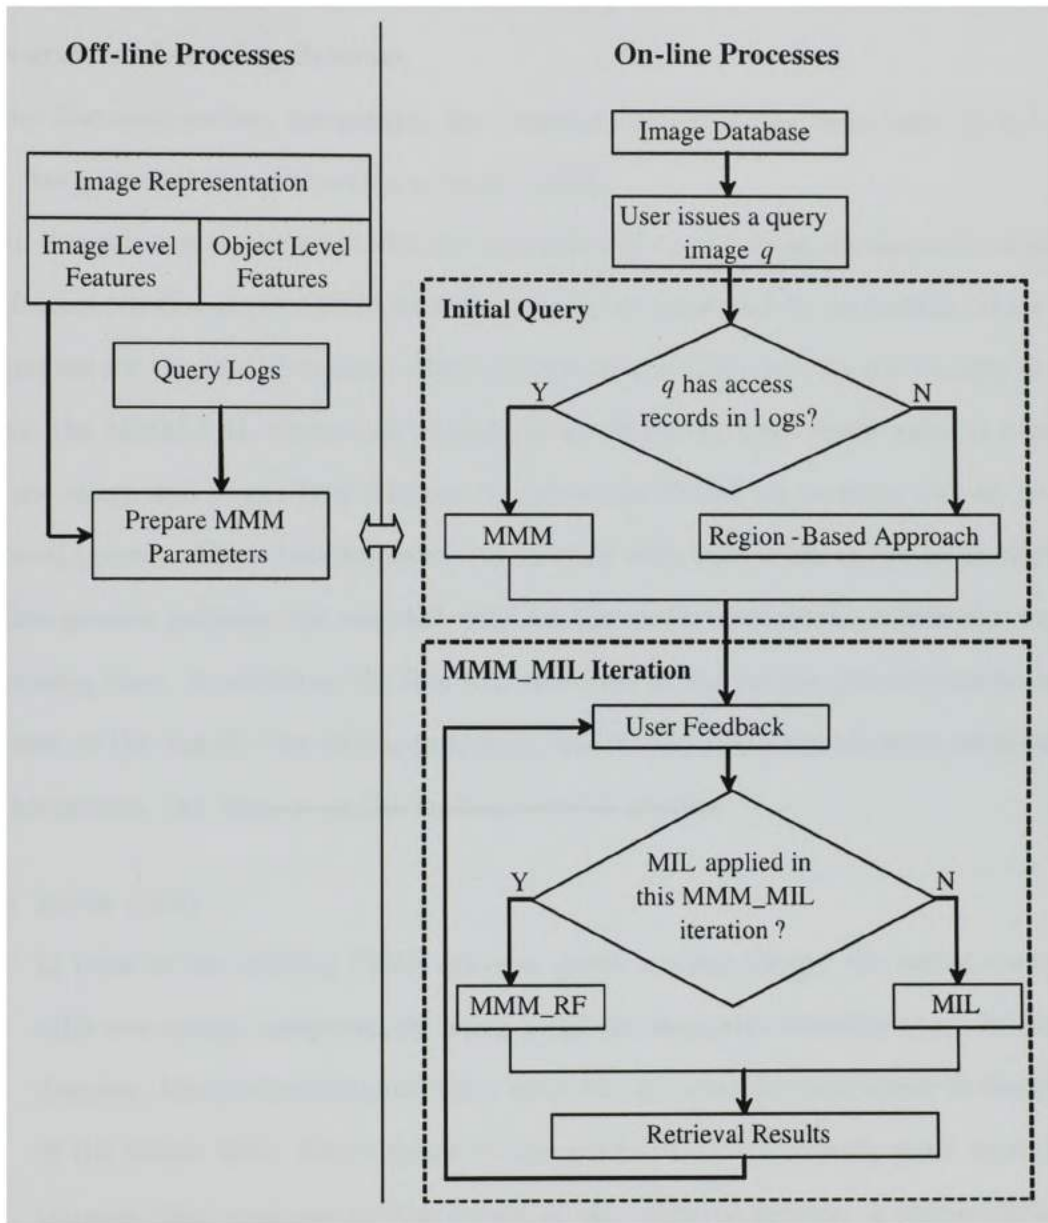 Off-line Processes
On-line Processes
Image Representation
Image Level
Features
Object Level
Features
Query Logs
Prepare MMM
Parameters
Image Database
User issues a query
image q
Initial Query
q has access
records in logs?
Y
N
MMM
Region-Based Approach
MMM_MIL Iteration
User Feedback
MIL applied in
this MMM_MIL
iteration ?
Y
N
MMM_RF
MIL
Retrieval Results